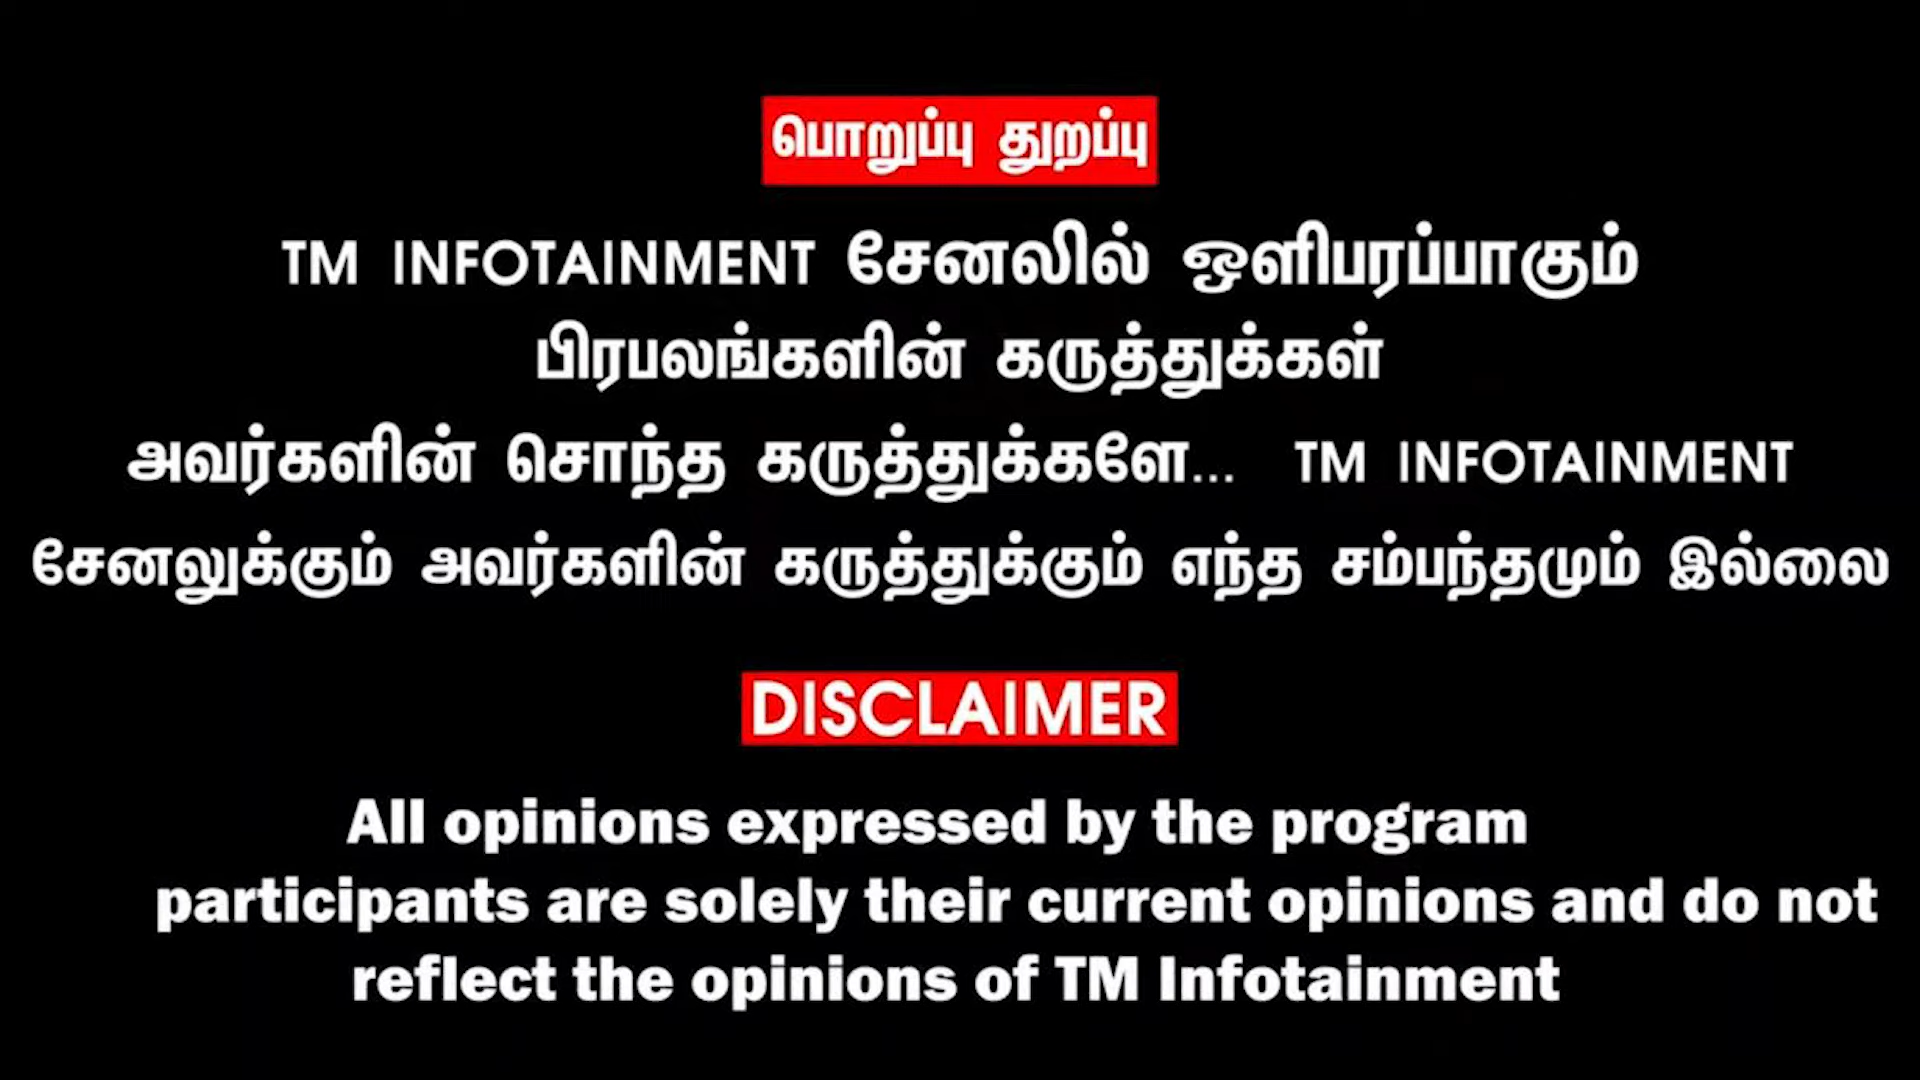 பொறுப்பு துறப்பு
TM INFOTAINMENT சேனலில் ஒளிபரப்பாகும்
பிரபலங்களின் கருத்துக்கள்
அவர்களின் சொந்த கருத்துக்களே... TM INFOTAINMENT
சேனலுக்கும் அவர்களின் கருத்துக்கும் எந்த சம்பந்தமும் இல்லை
DISCLAIMER
All opinions expressed by the program
participants are solely their current opinions and do not
reflect the opinions of TM Infotainment